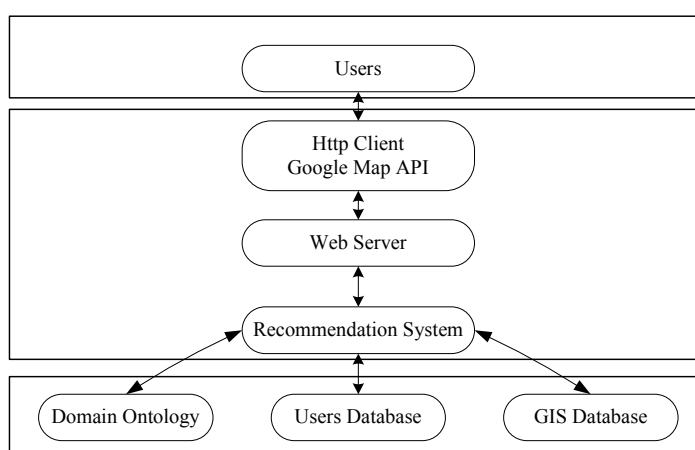 Users
Http Client
Google Map API
Web Server
Recommendation System
Domain Ontology
Users Database
GIS Database